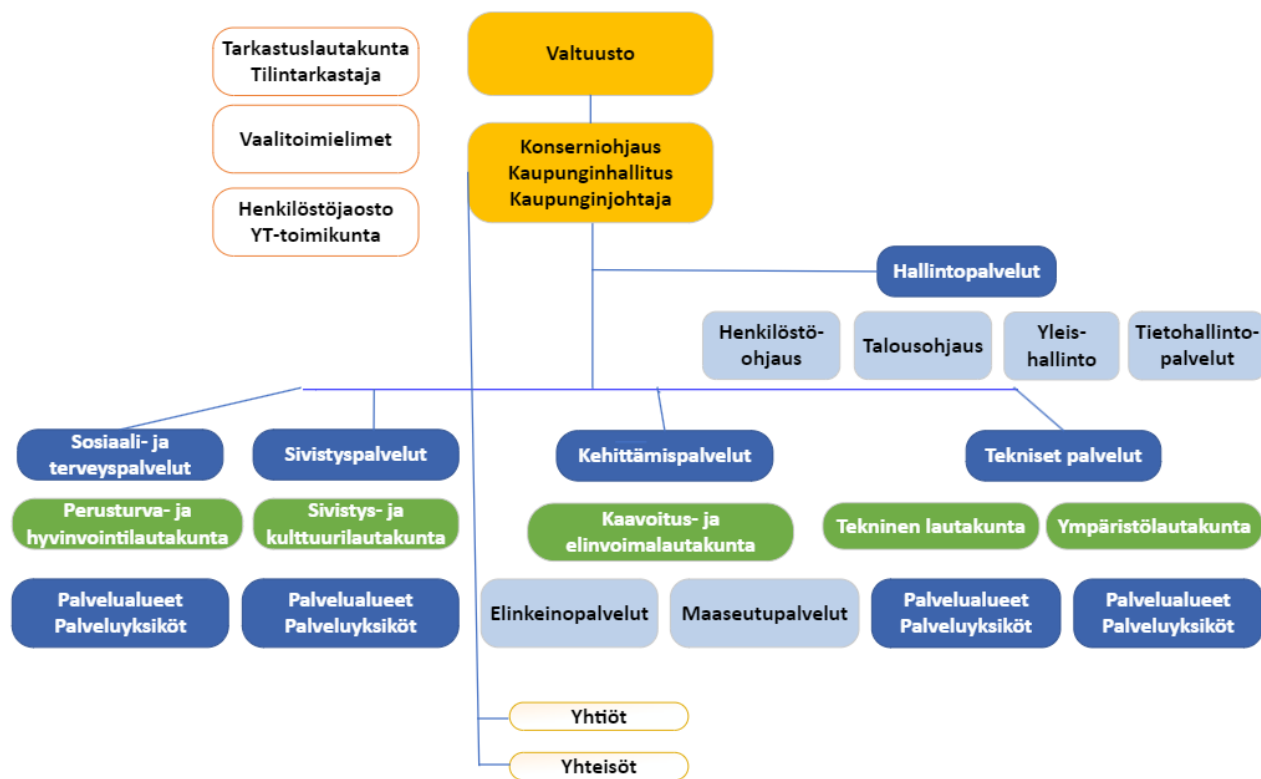 Tarkastuslautakunta
Tilintarkastaja
Valtuusto
Vaalitoimielimet
Konserniohjaus
Kaupunginhallitus
Kaupunginjohtaja
Henkilöstöjaosto
YT-toimikunta
Hallintopalvelut
Henkilöstö-
ohjaus
Talousohjaus
Yleis-
hallinto
Tietohallinto-
palvelut
Sosiaali- ja
terveyspalvelut
Sivistyspalvelut
Kehittämispalvelut
Tekniset palvelut
Perusturva- ja
hyvinvointilautakunta
Sivistys- ja
kulttuurilautakunta
Kaavoitus- ja
elinvoimalautakunta
Tekninen lautakunta
Ympäristölautakunta
Palvelualueet
Palveluyksiköt
Palvelualueet
Palveluyksiköt
Elinkeinopalvelut
Maaseutupalvelut
Palvelualueet
Palveluyksiköt
Palvelualueet
Palveluyksiköt
Yhtiöt
Yhteisöt